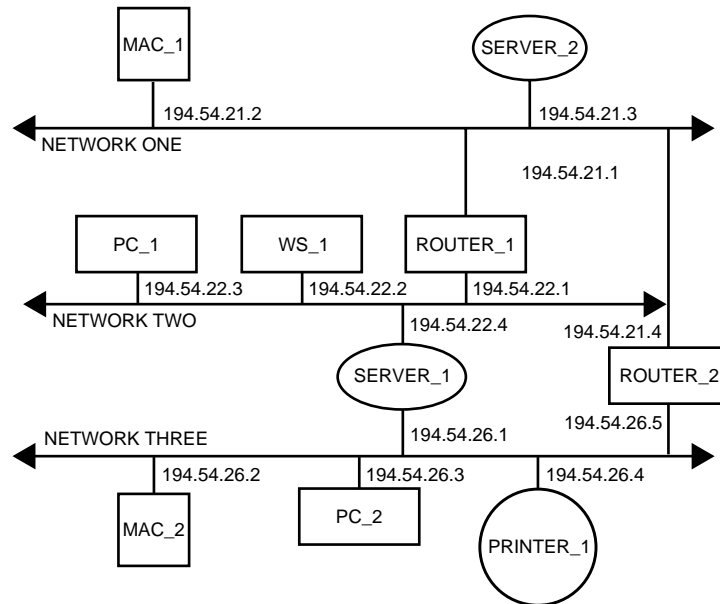 MAC_1
SERVER_2
194.54.21.2
194.54.21.3
NETWORK ONE
194.54.21.1
PC_1
WS_1
ROUTER_1
194.54.22.3
194.54.22.2
194.54.22.1
NETWORK TWO
194.54.22.4
194.54.21.4
SERVER_1
ROUTER_2
194.54.26.5
NETWORK THREE
194.54.26.1
194.54.26.2
194.54.26.3
194.54.26.4
MAC_2
PC_2
PRINTER_1